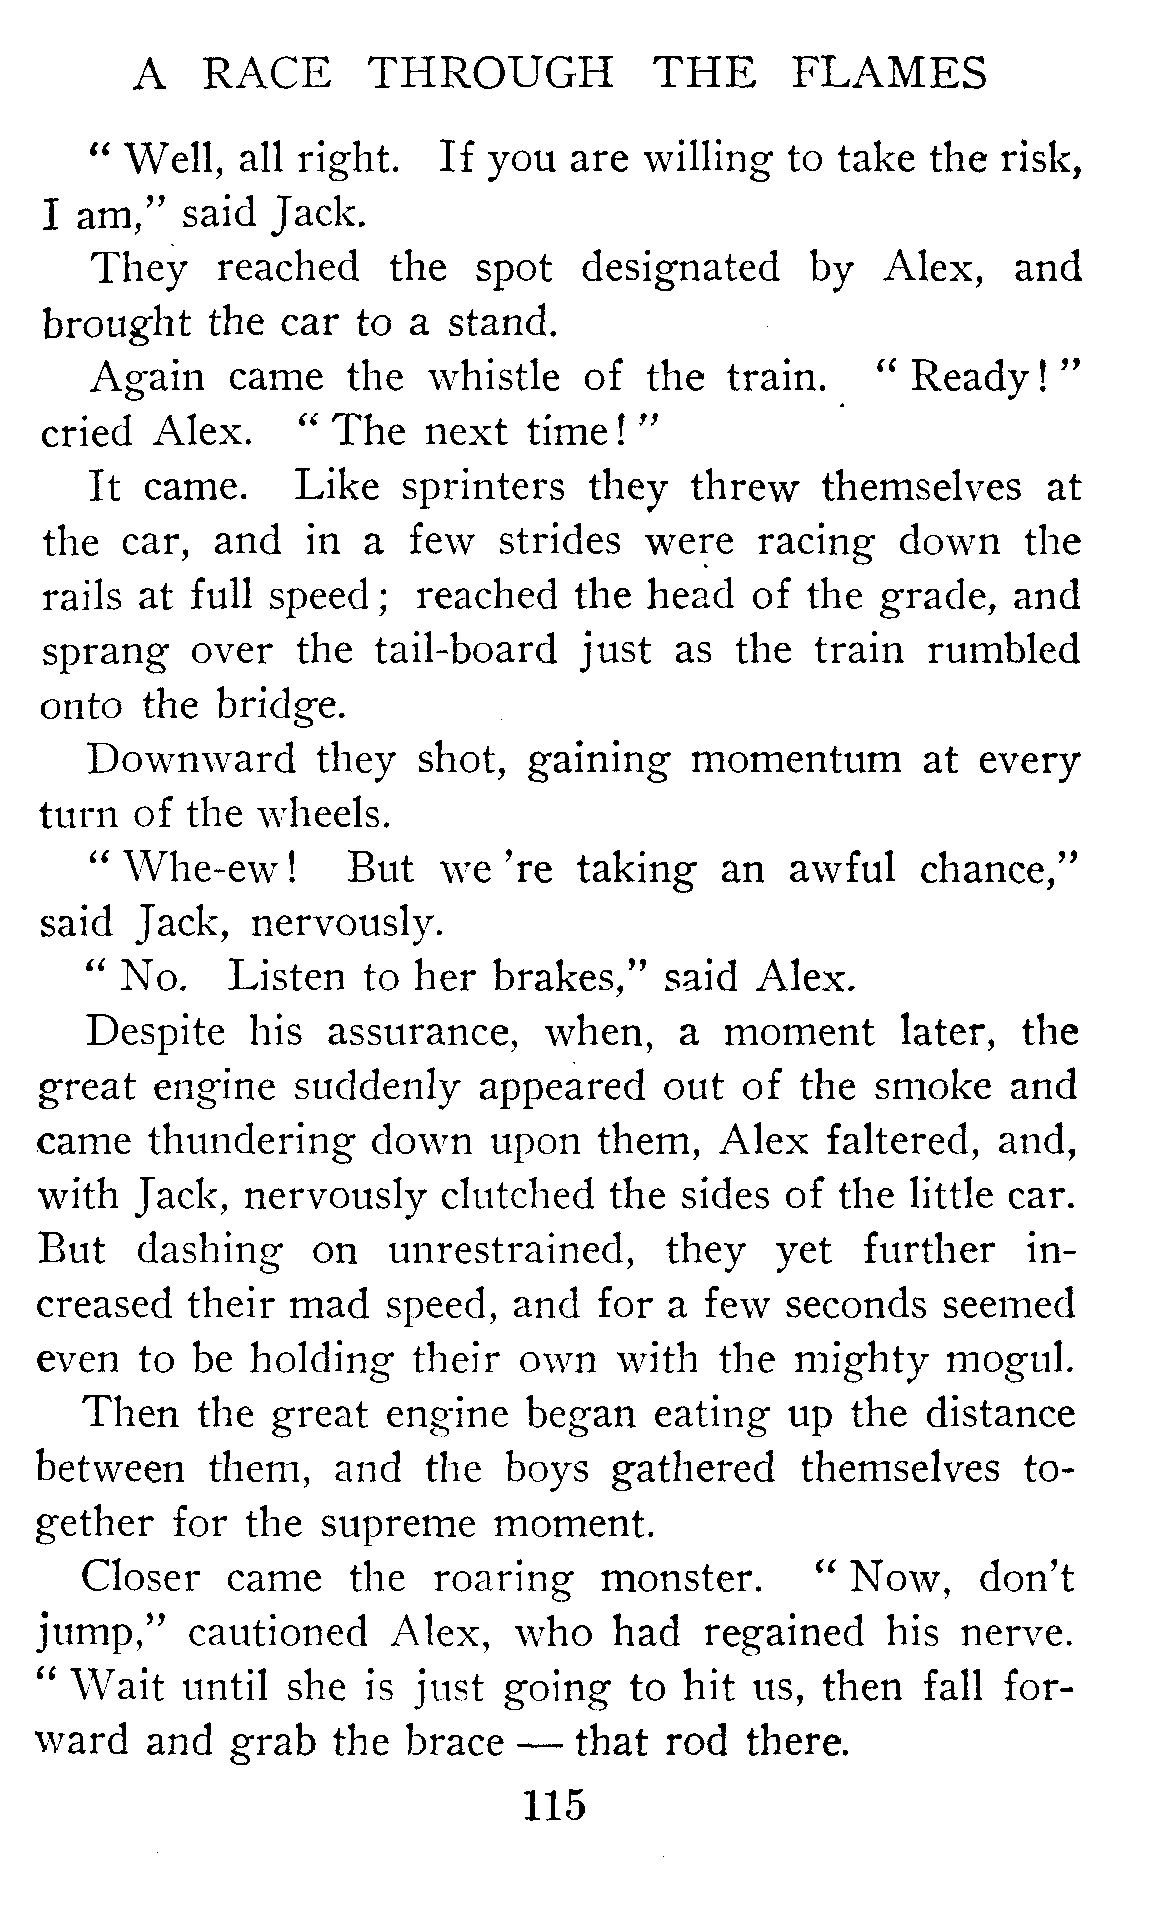 A RACE THROUGH THE FLAMES
“ Well, all right. If you are willing to take the risk,
I am,” said Jack.
They reached the spot designated by Alex, and
brought the car to a stand.
Again came the whistle of the train. “ Ready! ”
cried Alex. “ The next time! ”
It came. Like sprinters they threw themselves at
the car, and in a few strides were racing down the
rails at full speed; reached the head of the grade, and
sprang over the tail-board just as the train rumbled
onto the bridge.
Downward they shot, gaining momentum at every
turn of the wheels.
“ Whe-ew! But we 're taking an awful chance,”
said Jack, nervously.
“ No. Listen to her brakes,” said Alex.
Despite his assurance, when, a moment later, the
great engine suddenly appeared out of the smoke and
came thundering down upon them, Alex faltered, and,
with Jack, nervously clutched the sides of the little car.
But dashing on unrestrained, they yet further in-
creased their mad speed, and for a few seconds seemed
even to be holding their own with the mighty mogul.
Then the great engine began eating up the distance
between them, and the boys gathered themselves to-
gether for the supreme moment.
Closer came the roaring monster. “ Now, don't
jump,” cautioned Alex, who had regained his nerve.
“ Wait until she is just going to hit us, then fall for-
ward and grab the brace — that rod there.
115